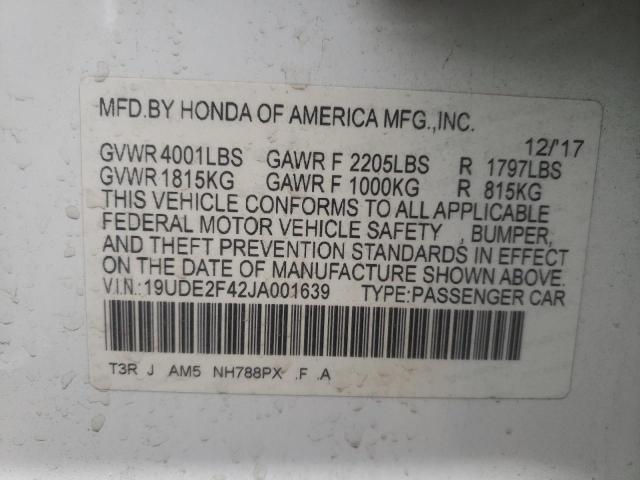 MFD.BY HONDA OF AMERICA MFG.,INC.
12/'17
GVWR 4001LBS GAWR F 2205LBS R 1797LBS
GVWR 1815KG GAWR F 1000KG R 815KG
THIS VEHICLE CONFORMS TO ALL APPLICABLE
FEDERAL MOTOR VEHICLE SAFETY , BUMPER,
AND THEFT PREVENTION STANDARDS IN EFFECT
ON THE DATE OF MANUFACTURE SHOWN ABOVE.
V.I.N.: 19UDE2F42JA001639 TYPE:PASSENGER CAR
T3R J AM5 NH788PX .F .A